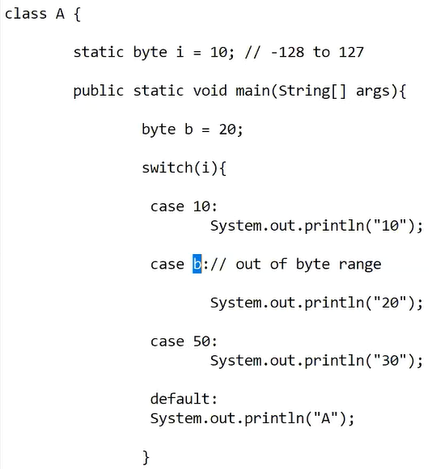 class A {
static byte i = 10; // -128 to 127
public static void main(String[] args){
byte b = 20;
switch(i){
case 10:
System.out.println("10");
case b:// out of byte range
System.out.println("20");
case 50:
System.out.println("30");
default:
System.out.println("A");
}